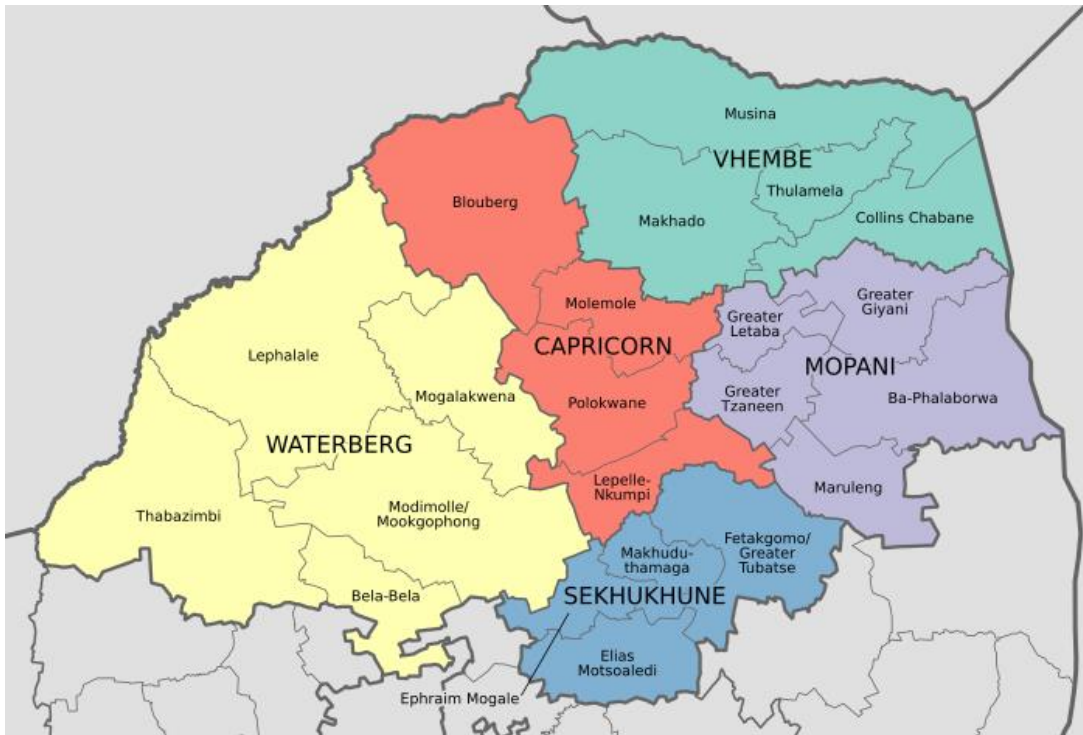 Musina
VHEMBE
Thulamela
Blouberg
Makhado
Collins Chabane
Molemole
Greater
Letaba
Greater
Giyani
Lephalale
CAPRICORN
MOPANI
Mogalakwena
Polokwane
Greater
Tzaneen
Ba-Phalaborwa
WATERBERG
Lepelle-
Nkumpi
Maruleng
Thabazimbi
Modimolle/
Mookgophong
Makhudu-
thamaga
Fetakgomo/
Greater
Tubatse
Bela-Bela
SEKHUKHUNE
Elias
Motsoaledi
Ephraim Mogale